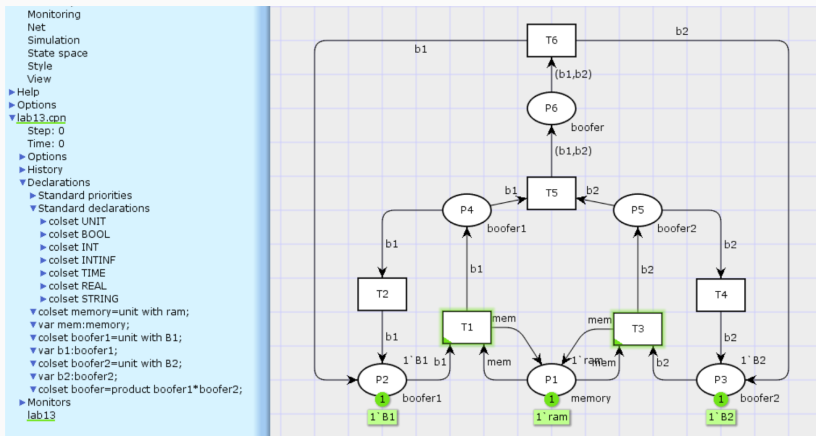 Monitoring
Net
Simulation
State space
Style
View
Help
Options
lab13.cpn
Step: 0
Time: 0
Options
History
Declarations
Standard priorities
Standard declarations
colset UNIT
colset BOOL
colset INT
colset INTINF
colset TIME
colset REAL
colset STRING
colset memory=unit with ram;
var mem:memory;
colset boofer1=unit with B1;
var b1:boofer1;
colset boofer2=unit with B2;
var b2:boofer2;
colset boofer=product boofer1*boofer2;
Monitors
lab13
T6
b1
b2
(b1,b2)
P6
boofer
(b1,b2)
T5
b1
b2
P4
boofer1
P5
boofer2
b1
b1
b2
b2
T2
T4
T1
mem
mem
T3
b1
b2
1`B1
b1
mem
1`ram
mem
b2
1`B2
P2
boofer1
P1
memory
P3
boofer2
1
1
1
1`B1
1`ram
1`B2